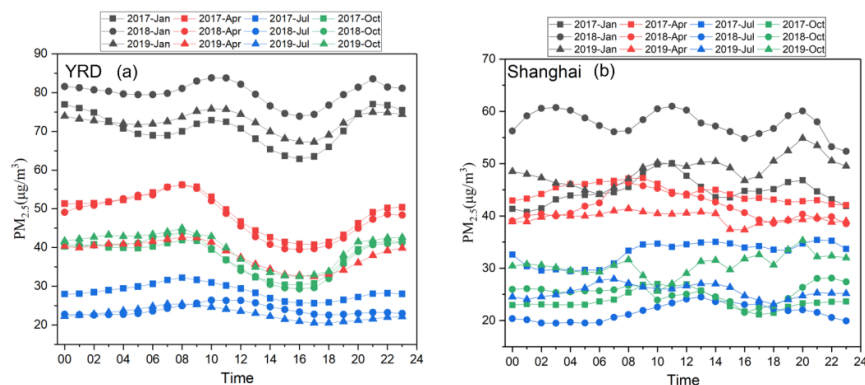 2017-Jan 2017-Apr 2017-Jul 2017-Oct
2018-Jan 2018-Apr 2018-Jul 2018-Oct
2019-Jan 2019-Apr 2019-Jul 2019-Oct
YRD (a)
90
80
70
60
50
40
30
20
PM2.5(μg/m³)
00 02 04 06 08 10 12 14 16 18 20 22 24
Time
2017-Jan 2017-Apr 2017-Jul 2017-Oct
2018-Jan 2018-Apr 2018-Jul 2018-Oct
2019-Jan 2019-Apr 2019-Jul 2019-Oct
Shanghai (b)
70
60
50
40
30
20
PM2.5(μg/m³)
00 02 04 06 08 10 12 14 16 18 20 22 24
Time